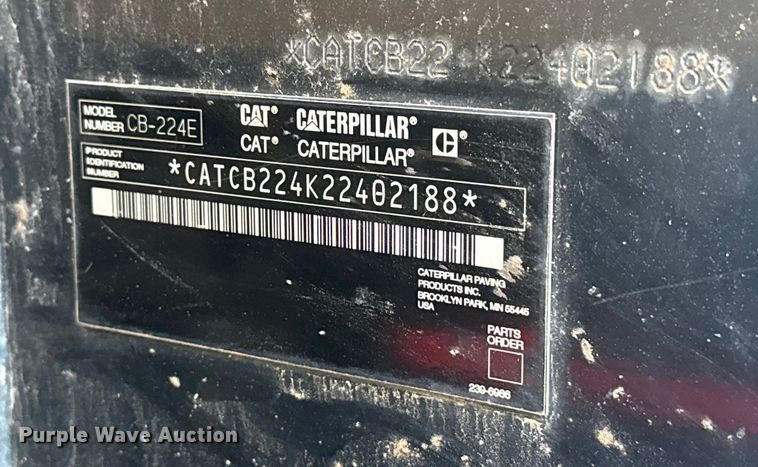 *CATCB22 K22402188*
MODEL NUMBER CB-224E
CAT® CATERPILLAR®
CAT® CATERPILLAR® C
PRODUCT
IDENTIFICATION
NUMBER
*CATCB224K22402188*
CATERPILLAR PAVING
PRODUCTS INC.
BROOKLYN PARK, MN 55445
USA
PARTS
ORDER
239-6966
Purple Wave Auction